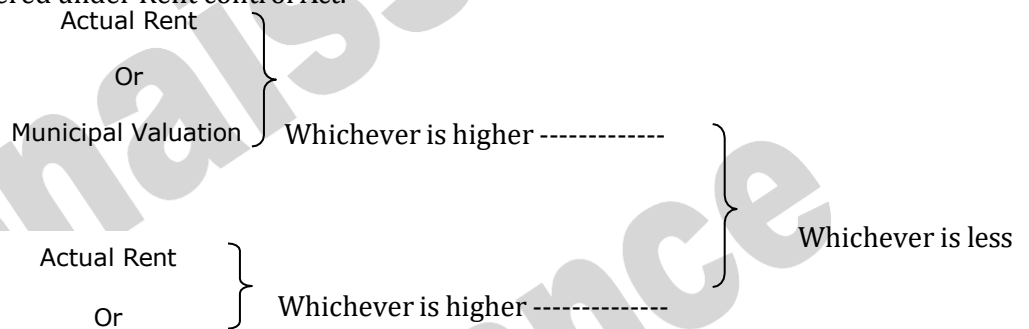 ered under Rent control Act.
Actual Rent
Or
Municipal Valuation Whichever is higher -------------
Whichever is less
Actual Rent
Or Whichever is higher --------------